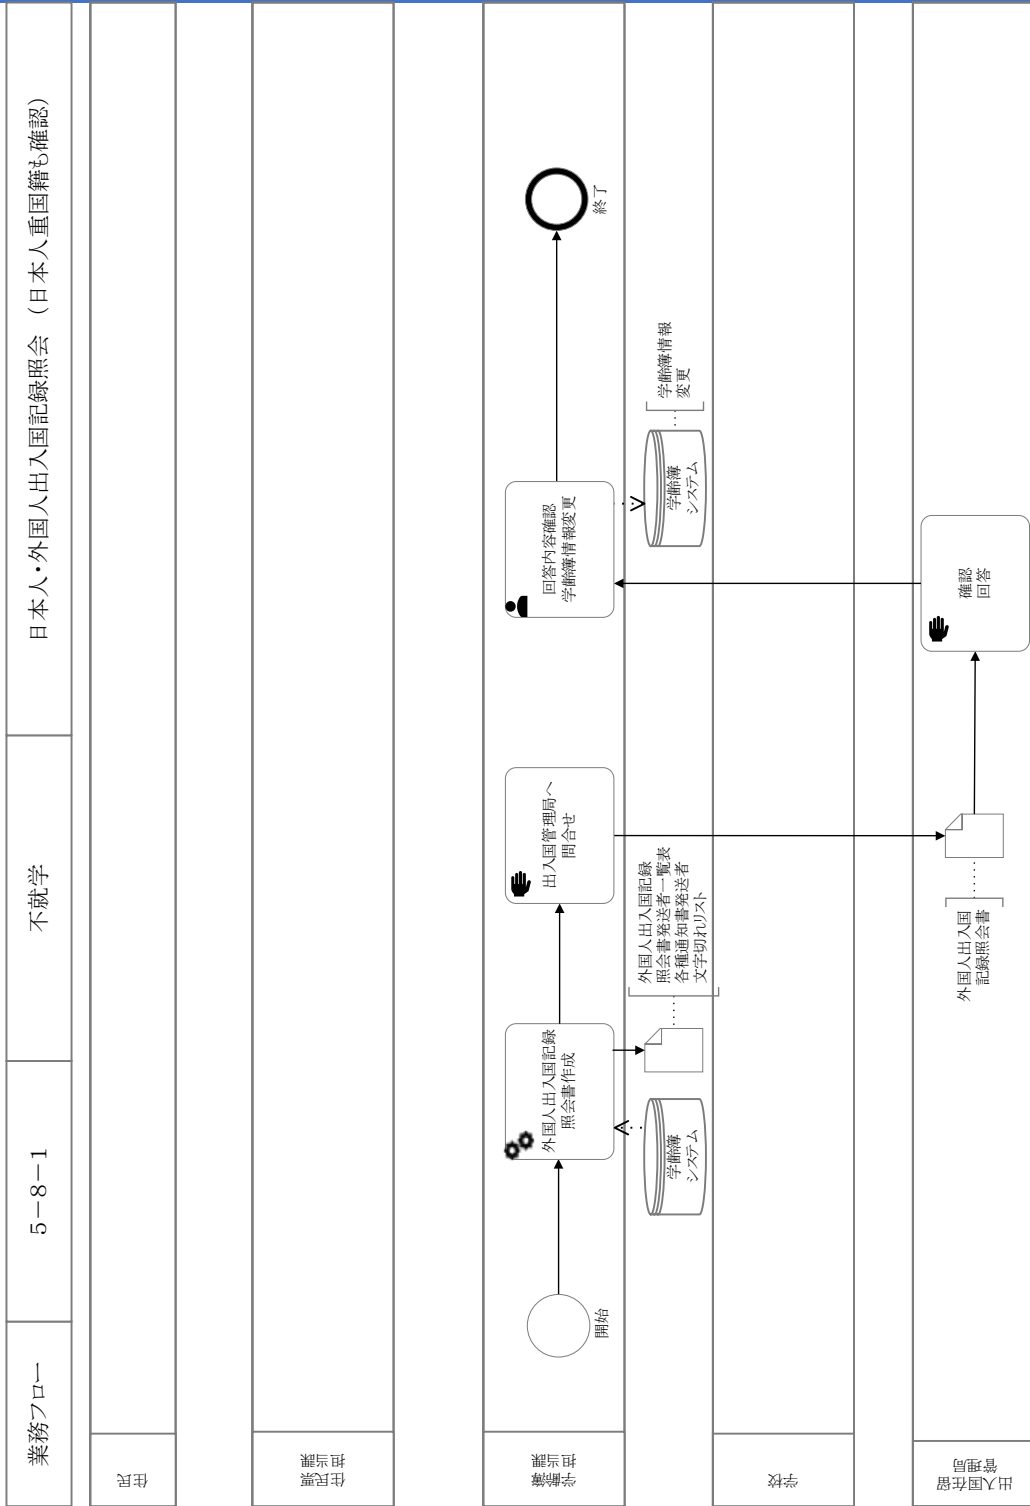 業務フロー
5－8－1
不就学
日本人・外国人出入国記録照会（日本人重国籍も確認）
住民
住民票
担当課
学齢簿
担当課
開始
外国人出入国記録
照会書作成
学齢簿
システム
外国人出入国記録
照会書発送者一覧表
各種通知書発送者
文字切れリスト
出入国管理局へ
問合せ
回答内容確認
学齢簿情報変更
学齢簿
システム
学齢簿情報
変更
終了
学校
出入国在留
管理局
外国人出入国
記録照会書
確認
回答